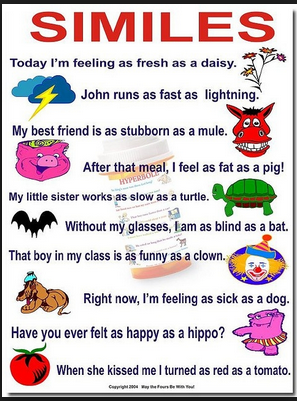 SIMILES
Today I'm feeling as fresh as a daisy.
John runs as fast as lightning.
My best friend is as stubborn as a mule.
After that meal, I feel as fat as a pig!
HYPERBOLE
My little sister works as slow as a turtle.
Without my glasses, I am as blind as a bat.
That boy in my class is as funny as a clown.
Right now, I'm feeling as sick as a dog.
Have you ever felt as happy as a hippo?
When she kissed me I turned as red as a tomato.
Copyright 2004 May the Fours Be With You!